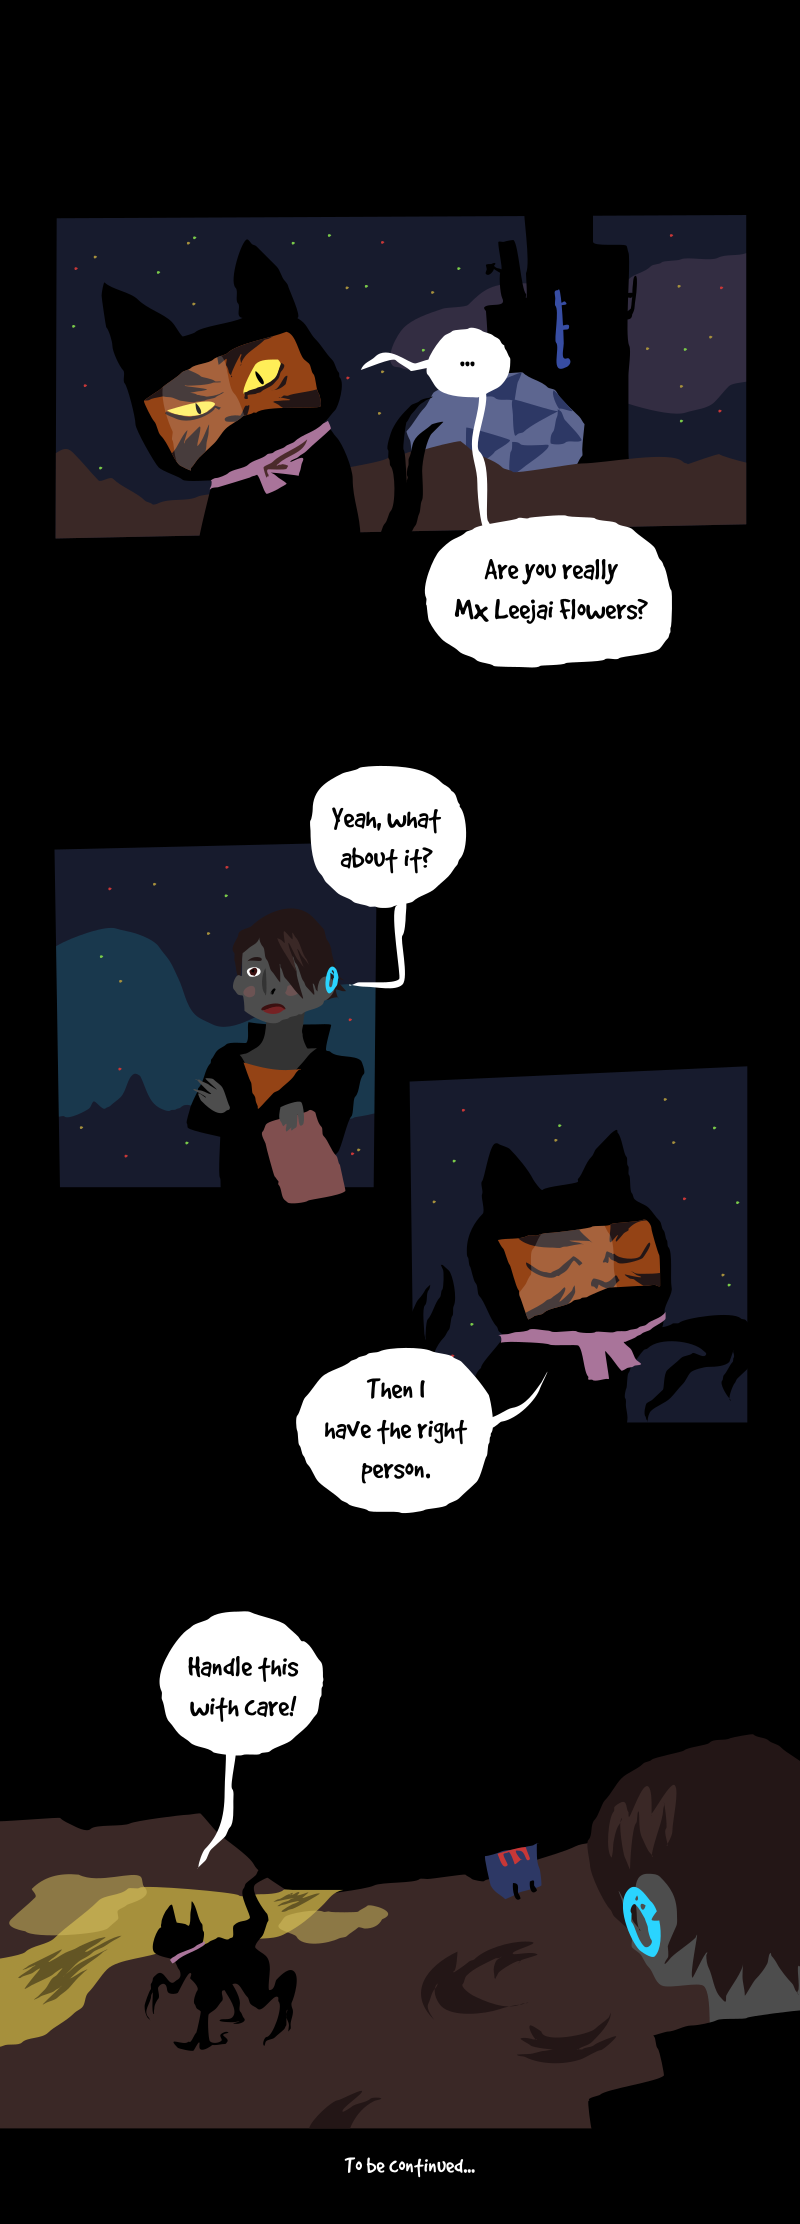 ...
Are you really
Mx Leejai Flowers?
Yeah, what
about it?
Then I
have the right
person.
Handle this
with care!
To be continued...